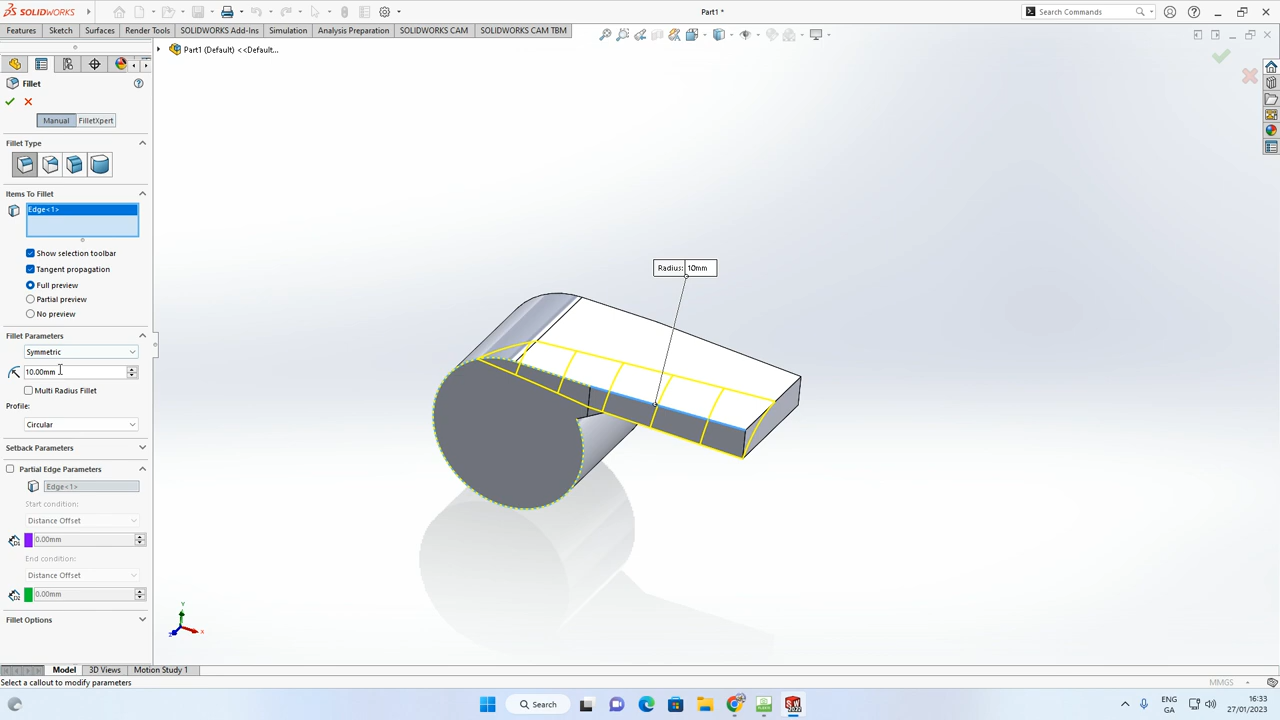 SOLIDWORKS
Part1 *
Search Commands
Features
Sketch
Surfaces
Render Tools
SOLIDWORKS Add-Ins
Simulation
Analysis Preparation
SOLIDWORKS CAM
SOLIDWORKS CAM TBM
Part1 (Default) <<Default...
Fillet
Manual
FilletXpert
Fillet Type
Items To Fillet
Edge<1>
Show selection toolbar
Tangent propagation
Full preview
Partial preview
No preview
Radius: 10mm
Fillet Parameters
Symmetric
10.00mm
Multi Radius Fillet
Profile:
Circular
Setback Parameters
Partial Edge Parameters
Edge<1>
Start condition:
Distance Offset
0.00mm
End condition:
Distance Offset
0.00mm
Fillet Options
Y
X
Z
Model
3D Views
Motion Study 1
Select a callout to modify parameters
MMGS
Search
ENG
GA
16:33
27/01/2023